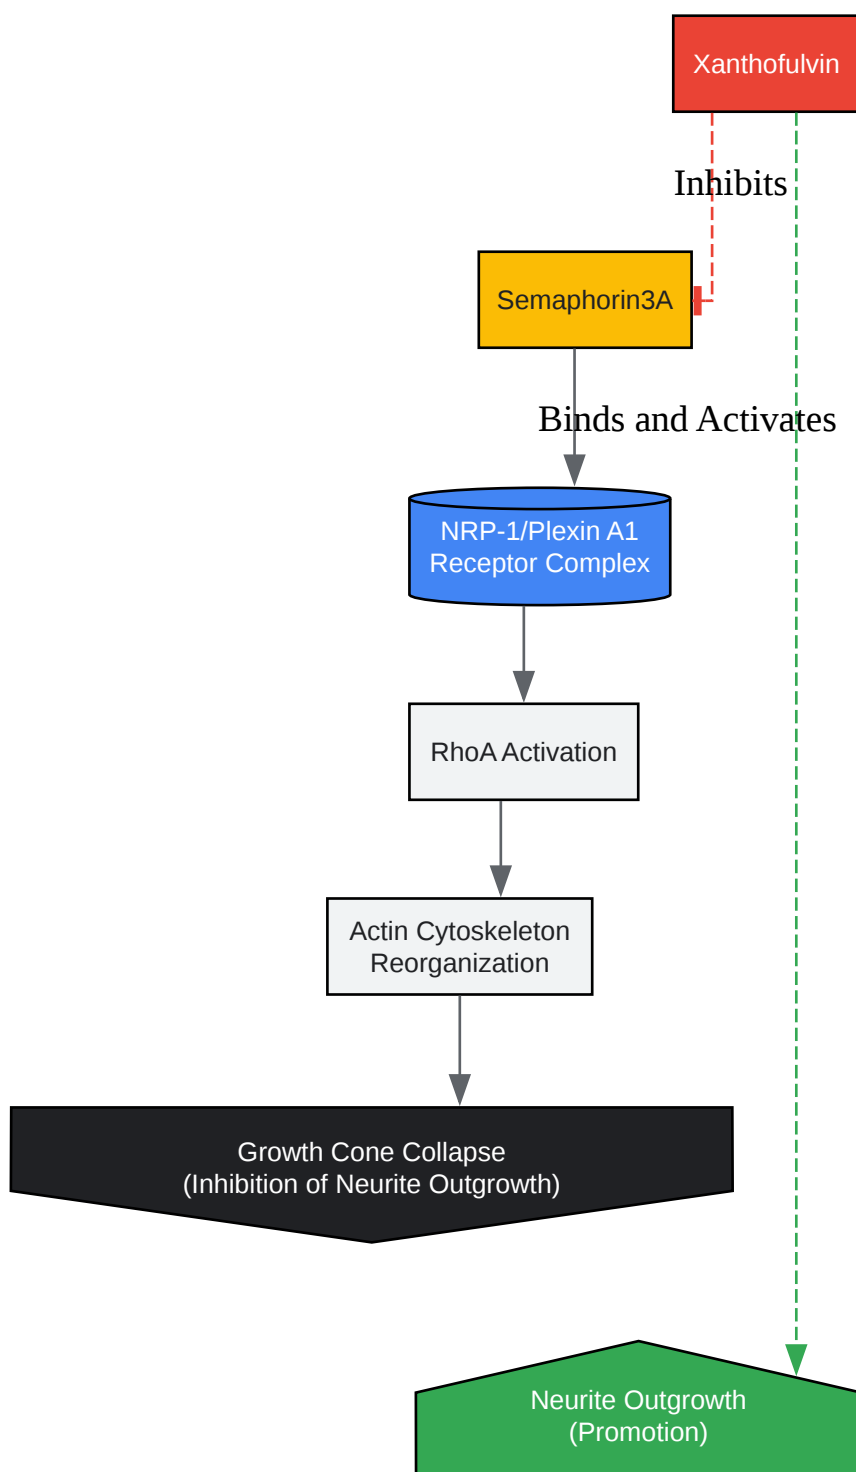 Xanthofulvin
Inhibits
Semaphorin3A
Binds and Activates
NRP-1/Plexin A1
Receptor Complex
RhoA Activation
Actin Cytoskeleton
Reorganization
Growth Cone Collapse
(Inhibition of Neurite Outgrowth)
Neurite Outgrowth
(Promotion)